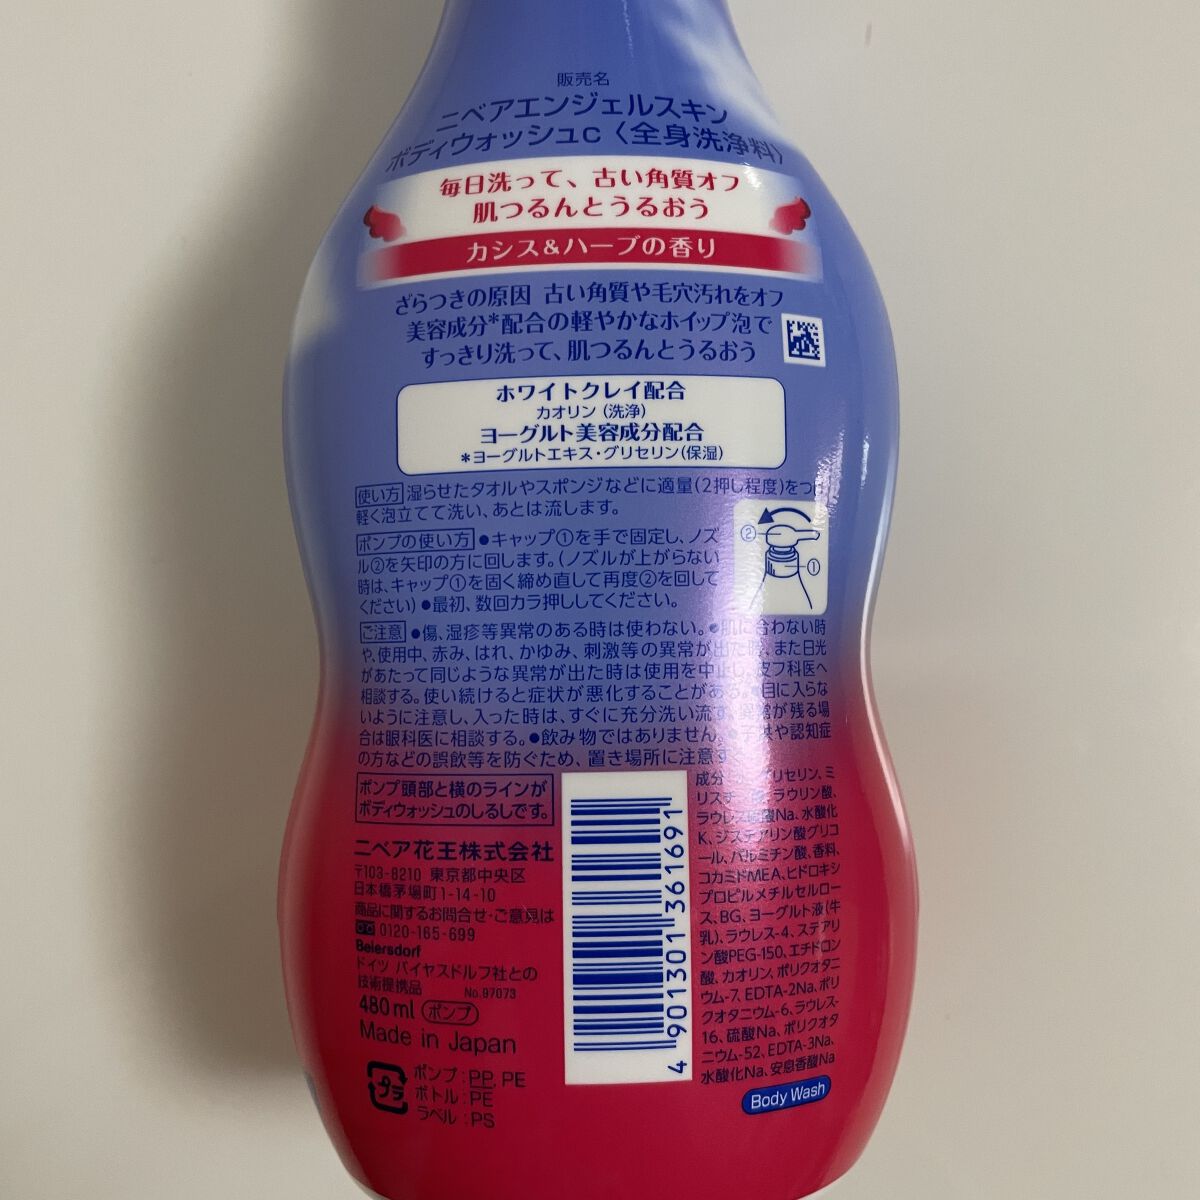 販売名
ニベアエンジェルスキン
ボディウォッシュc〈全身洗浄料〉
毎日洗って、古い角質オフ
肌つるんとうるおう
カシス&ハーブの香り
ざらつきの原因 古い角質や毛穴汚れをオフ
美容成分*配合の軽やかなホイップ泡で
すっきり洗って、肌つるんとうるおう
ホワイトクレイ配合
カオリン(洗浄)
ヨーグルト美容成分配合
*ヨーグルトエキス・グリセリン(保湿)
使い方 湿らせたタオルやスポンジなどに適量(2押し程度)をつ
軽く泡立てて洗い、あとは流します。
ポンプの使い方 ●キャップ①を手で固定し、ノズ
ル②を矢印の方に回します。(ノズルが上がらない
時は、キャップ①を固く締め直して再度②を回して
ください)●最初、数回カラ押ししてください。
②
①
ご注意 ●傷、湿疹等異常のある時は使わない。●肌に合わない時
や、使用中、赤み、はれ、かゆみ、刺激等の異常が出た時、また日光
があたって同じような異常が出た時は使用を中止し、皮フ科医へ
相談する。使い続けると症状が悪化することがある。●目に入らな
いように注意し、入った時は、すぐに充分洗い流す。異常が残る場
合は眼科医に相談する。●飲み物ではありません。●子供や認知症
の方などの誤飲等を防ぐため、置き場所に注意す
ポンプ頭部と横のラインが
ボディウォッシュのしるしです。
ニベア花王株式会社
〒103-8210 東京都中央区
日本橋茅場町1-14-10
商品に関するお問合せ・ご意見は
0120-165-699
Beiersdorf
ドイツ バイヤスドルフ社との
技術提携品 No.97073
480ml ポンプ
Made in Japan
プラ
ポンプ:PP, PE
ボトル:PE
ラベル:PS
4 901301 361691
成分 グリセリン、ミ
リスチン酸、ラウリン酸、
ラウレス硫酸Na、水酸化
K、ジステアリン酸グリコ
ール、パルミチン酸、香料、
コカミドMEA、ヒドロキシ
プロピルメチルセルロー
ス、BG、ヨーグルト液(牛
乳)、ラウレス-4、ステアリ
ン酸PEG-150、エチドロン
酸、カオリン、ポリクオタニ
ウム-7、EDTA-2Na、ポリ
クオタニウム-6、ラウレス-
16、硫酸Na、ポリクオタ
ニウム-52、EDTA-3Na、
水酸化Na、安息香酸Na
Body Wash